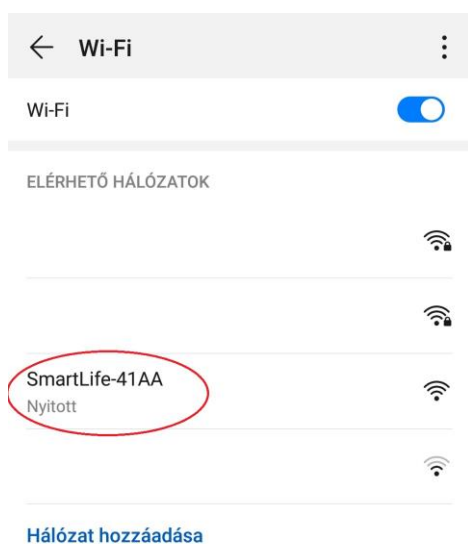 Wi-Fi
Wi-Fi
ELÉRHETŐ HÁLÓZATOK
SmartLife-41AA
Nyitott
Hálózat hozzáadása